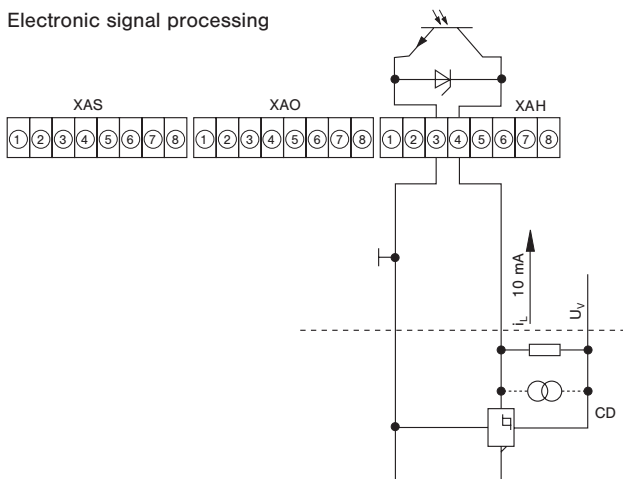 Electronic signal processing
XAS XAO XAH
1 2 3 4 5 6 7 8 1 2 3 4 5 6 7 8 1 2 3 4 5 6 7 8
iL 10 mA
UV
CD